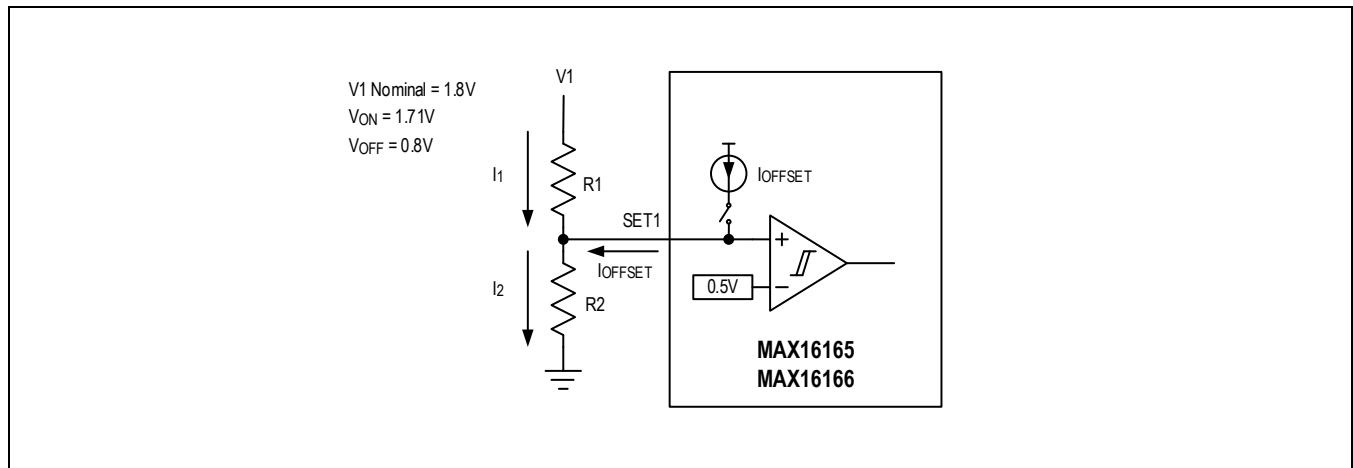 V1 Nominal = 1.8V
VON = 1.71V
VOFF = 0.8V
V1
I1
R1
IOFFSET
SET1
+
IOFFSET
0.5V
−
I2
R2
MAX16165
MAX16166